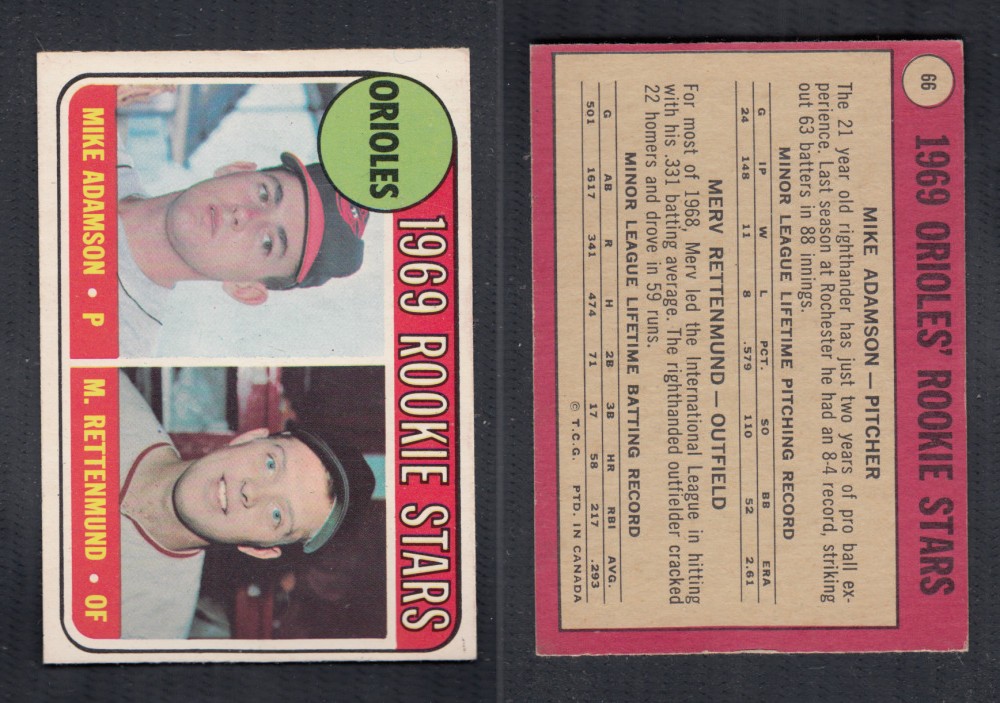 ORIOLES
1969 ROOKIE STARS
MIKE ADAMSON • P
M. RETTENMUND • OF
66
1969 ORIOLES' ROOKIE STARS
MIKE ADAMSON — PITCHER
The 21 year old righthander has just two years of pro ball ex-
perience. Last season at Rochester he had an 8-4 record, striking
out 63 batters in 88 innings.
MINOR LEAGUE LIFETIME PITCHING RECORD
G IP W L PCT. SO BB ERA
24 148 11 8 .579 110 52 2.61
MERV RETTENMUND — OUTFIELD
For most of 1968, Merv led the International League in hitting
with his .331 batting average. The righthanded outfielder cracked
22 homers and drove in 59 runs.
MINOR LEAGUE LIFETIME BATTING RECORD
G AB R H 2B 3B HR RBI AVG.
501 1617 341 474 71 17 58 217 .293
© T.C.G. PTD. IN CANADA